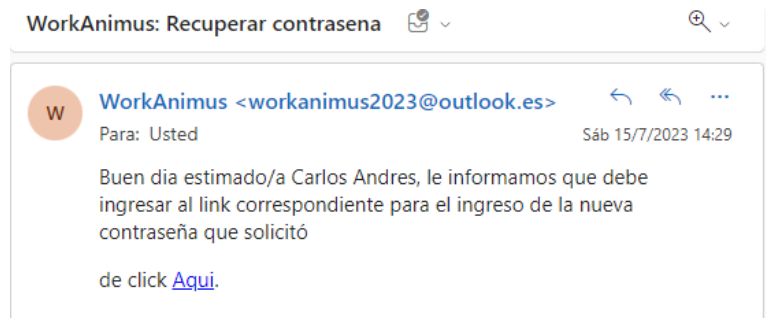 WorkAnimus: Recuperar contrasena
W
WorkAnimus <workanimus2023@outlook.es>
Para: Usted
Sáb 15/7/2023 14:29
Buen dia estimado/a Carlos Andres, le informamos que debe
ingresar al link correspondiente para el ingreso de la nueva
contraseña que solicitó
de click Aqui.